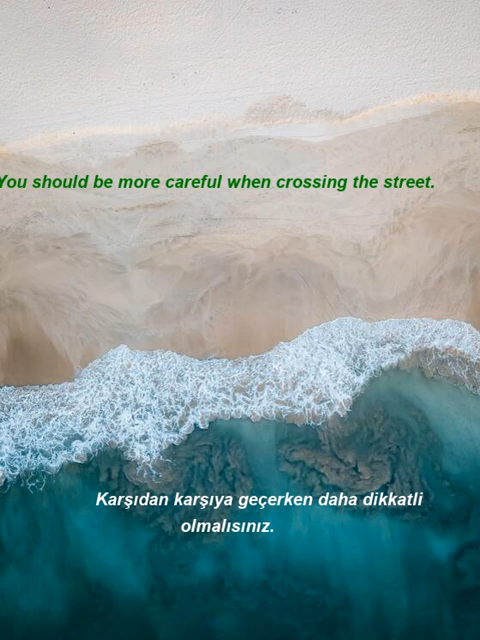 You should be more careful when crossing the street.
Karşıdan karşıya geçerken daha dikkatli
olmalısınız.